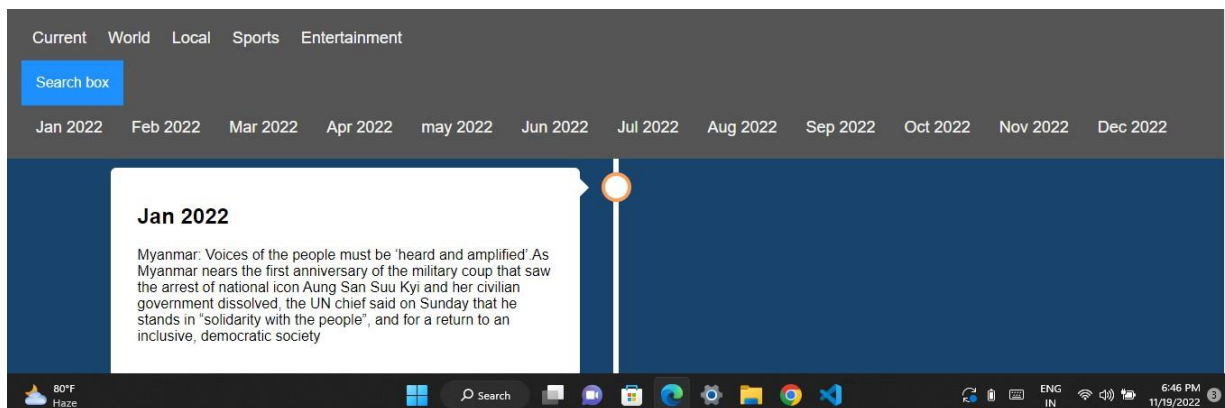 Current World Local Sports Entertainment
Search box
Jan 2022 Feb 2022 Mar 2022 Apr 2022 may 2022 Jun 2022 Jul 2022 Aug 2022 Sep 2022 Oct 2022 Nov 2022 Dec 2022
Jan 2022
Myanmar: Voices of the people must be ‘heard and amplified’.As
Myanmar nears the first anniversary of the military coup that saw
the arrest of national icon Aung San Suu Kyi and her civilian
government dissolved, the UN chief said on Sunday that he
stands in “solidarity with the people”, and for a return to an
inclusive, democratic society
80°F
Haze
Search
ENG
IN
6:46 PM
11/19/2022
3